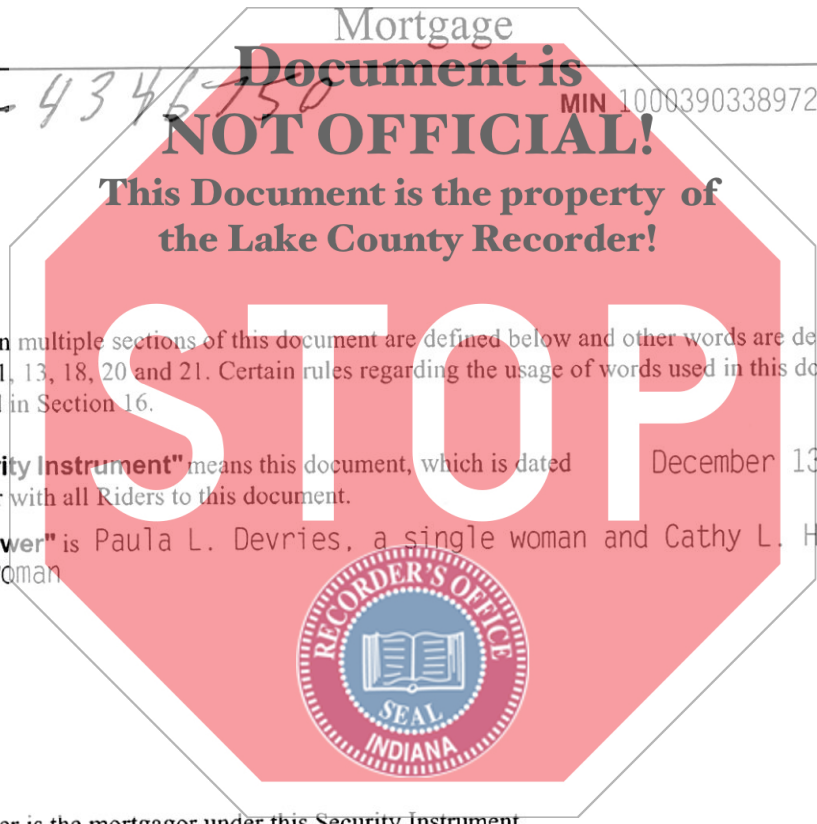 Mortgage
Document is
4346750
MIN 1000390338972
NOT OFFICIAL!
This Document is the property of
the Lake County Recorder!
STOP
n multiple sections of this document are defined below and other words are de
1, 13, 18, 20 and 21. Certain rules regarding the usage of words used in this do
in Section 16.
ity Instrument" means this document, which is dated December 13
with all Riders to this document.
wer" is Paula L. Devries, a single woman and Cathy L. H
oman
RECORDER'S OFFICE
SEAL
INDIANA
er is the mortgagor under this Security Instrument